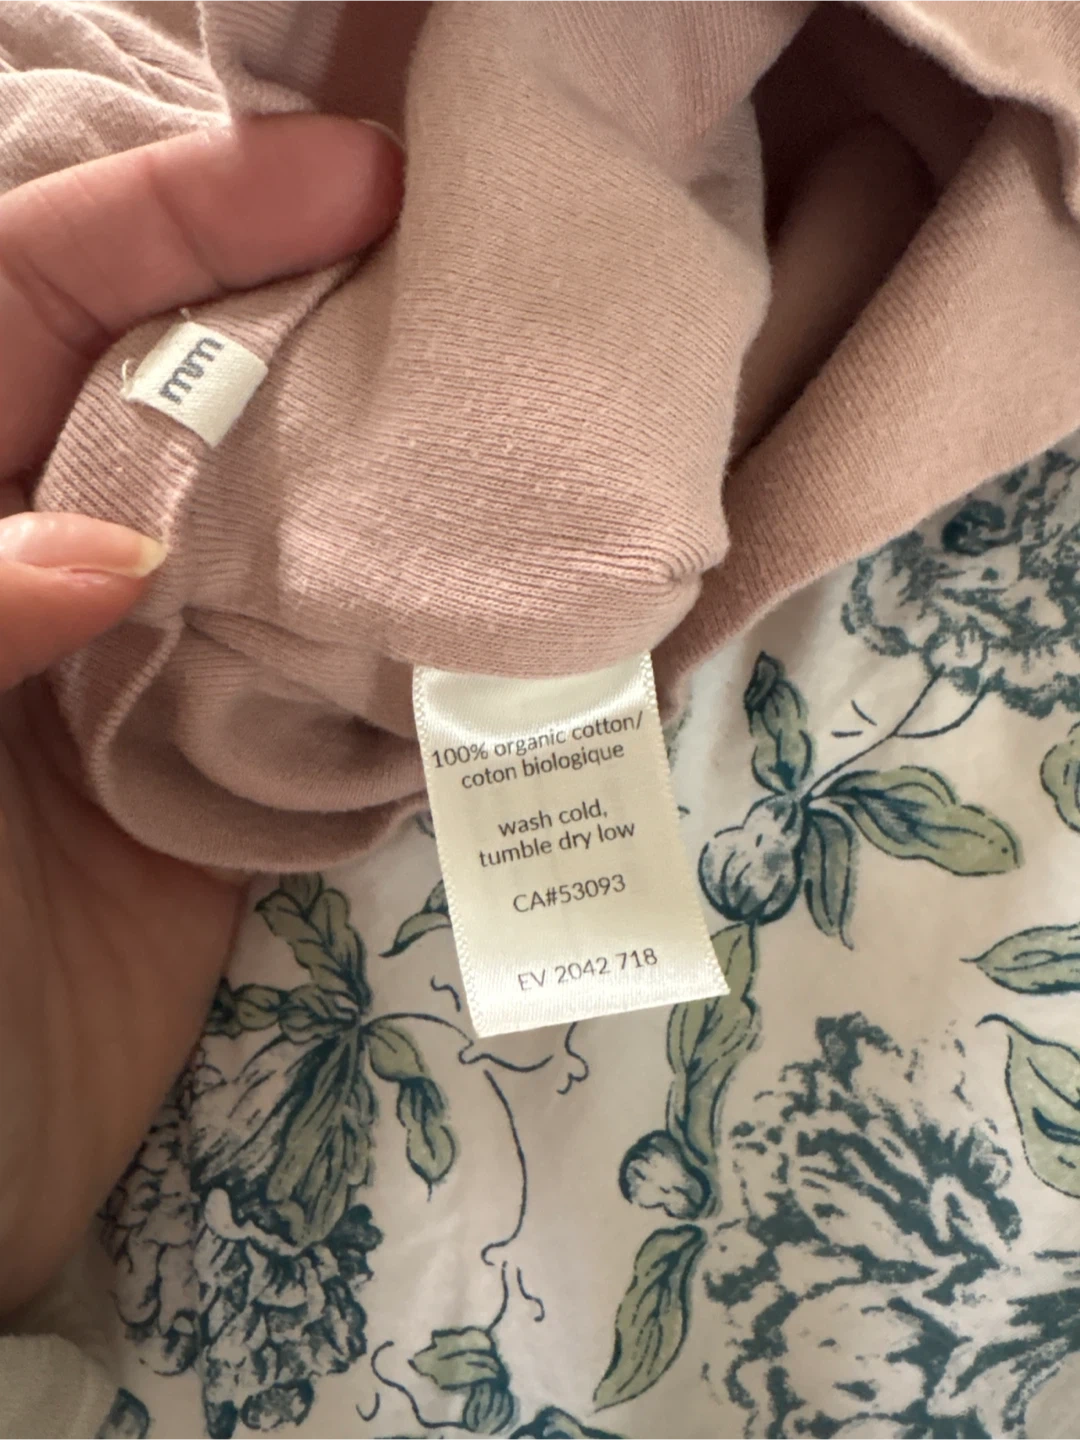 mm
100% organic cotton/
coton biologique
wash cold,
tumble dry low
CA#53093
EV 2042 718